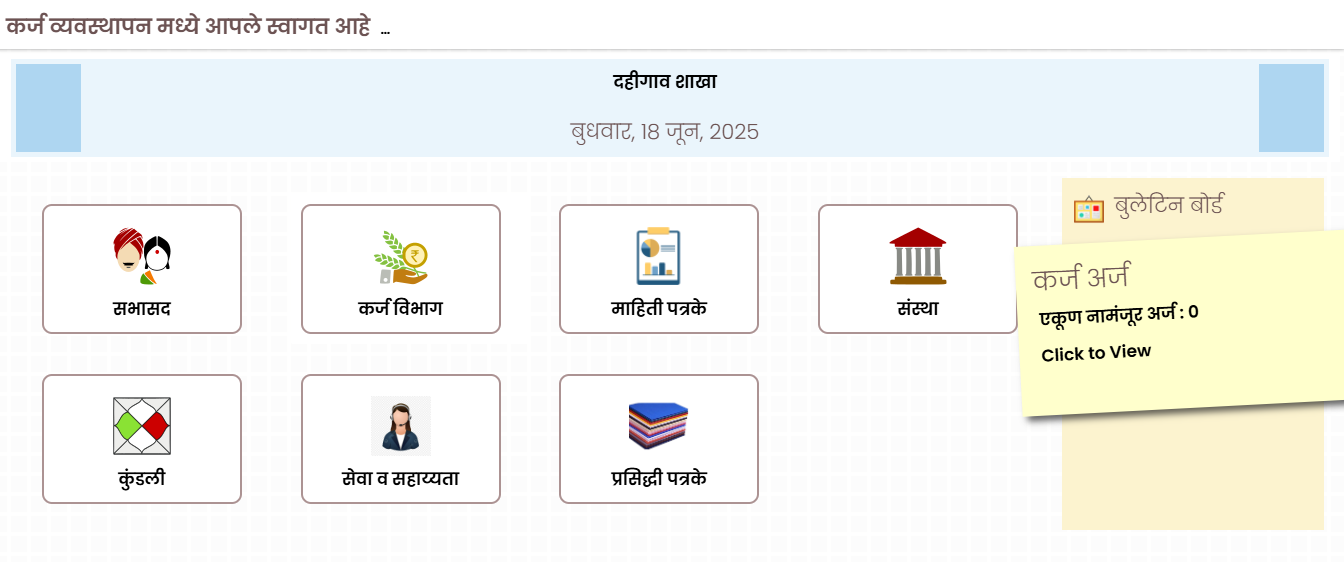 कर्ज व्यवस्थापन मध्ये आपले स्वागत आहे ...
दहीगाव शाखा
बुधवार, 18 जून, 2025
बुलेटिन बोर्ड
सभासद
कर्ज विभाग
माहिती पत्रके
संस्था
कर्ज अर्ज
एकूण नामंजूर अर्ज : 0
Click to View
कुंडली
सेवा व सहाय्यता
प्रसिद्धी पत्रके